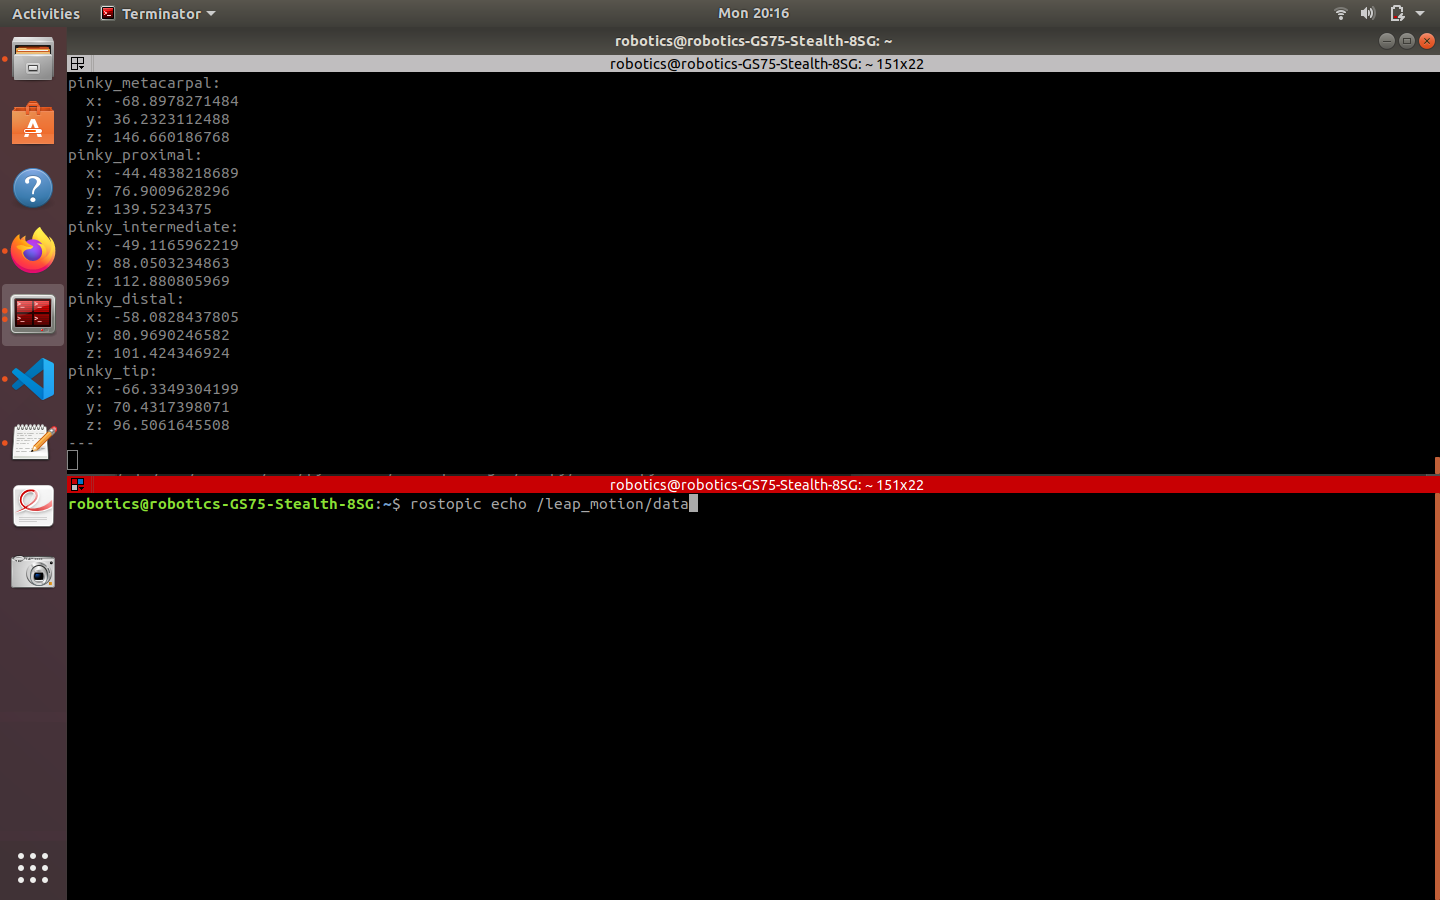 Activities
Terminator
Mon 20:16
robotics@robotics-GS75-Stealth-8SG: ~
robotics@robotics-GS75-Stealth-8SG: ~ 151x22
pinky_metacarpal:
  x: -68.8978271484
  y: 36.2323112488
  z: 146.660186768
pinky_proximal:
  x: -44.4838218689
  y: 76.9009628296
  z: 139.5234375
pinky_intermediate:
  x: -49.1165962219
  y: 88.0503234863
  z: 112.880805969
pinky_distal:
  x: -58.0828437805
  y: 80.9690246582
  z: 101.424346924
pinky_tip:
  x: -66.3349304199
  y: 70.4317398071
  z: 96.5061645508
---
robotics@robotics-GS75-Stealth-8SG: ~ 151x22
robotics@robotics-GS75-Stealth-8SG:~$ rostopic echo /leap_motion/data